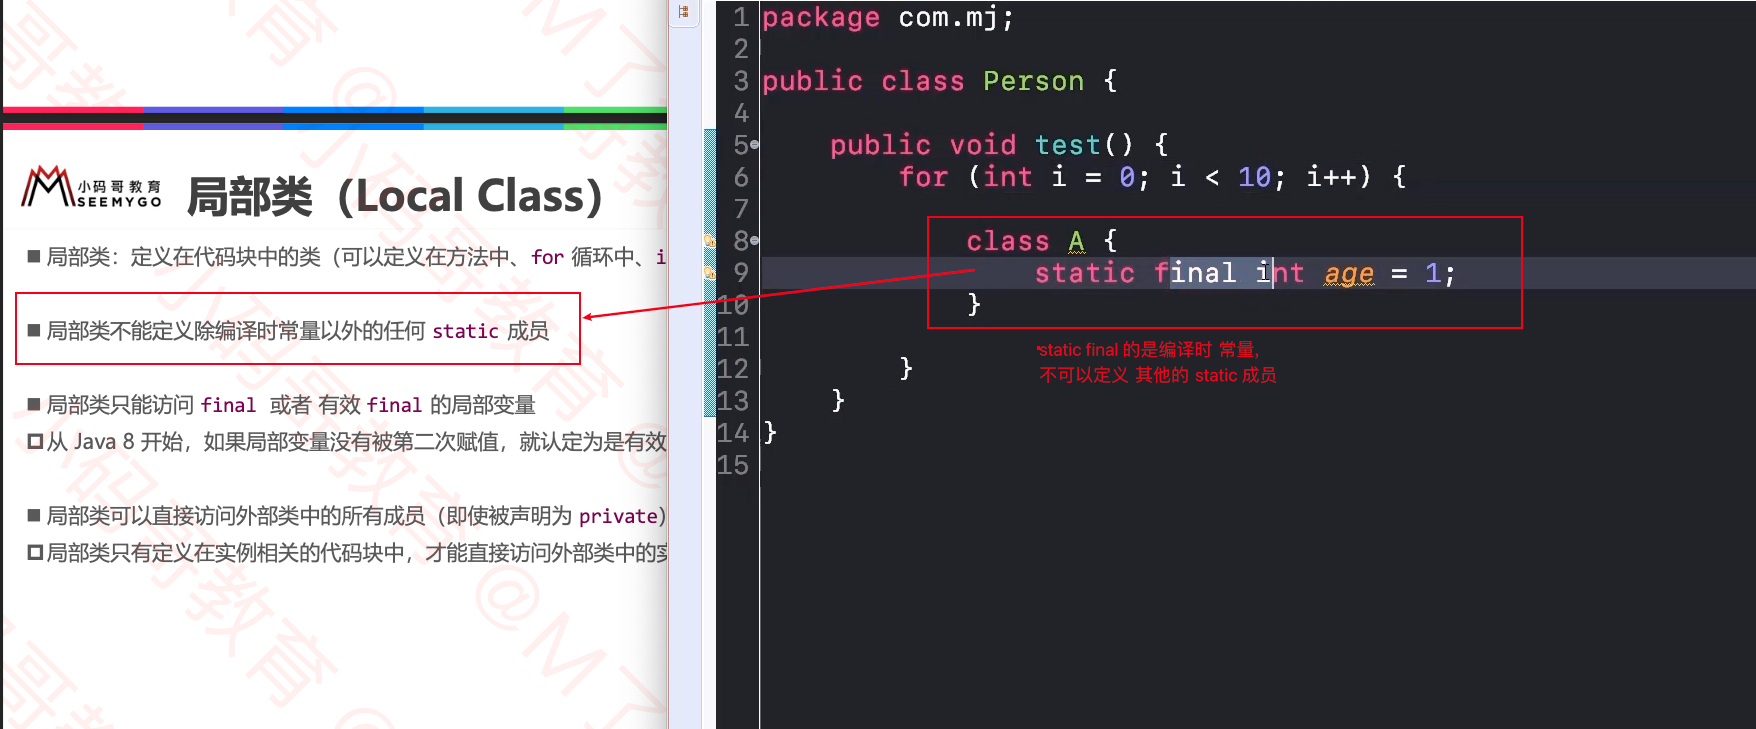 小码哥教育
SEEMYGO
局部类（Local Class）
局部类：定义在代码块中的类（可以定义在方法中、for 循环中、i
局部类不能定义除编译时常量以外的任何 static 成员
局部类只能访问 final 或者 有效 final 的局部变量
从 Java 8 开始，如果局部变量没有被第二次赋值，就认定为是有效
局部类可以直接访问外部类中的所有成员（即使被声明为 private）
局部类只有定义在实例相关的代码块中，才能直接访问外部类中的实
1 package com.mj;
2
3 public class Person {
4
5 public void test() {
6 for (int i = 0; i < 10; i++) {
7
8 class A {
9 static final int age = 1;
10 }
11
static final 的是编译时 常量,
12 }
不可以定义 其他的 static 成员
13 }
14 }
15
小码哥教育 @M了